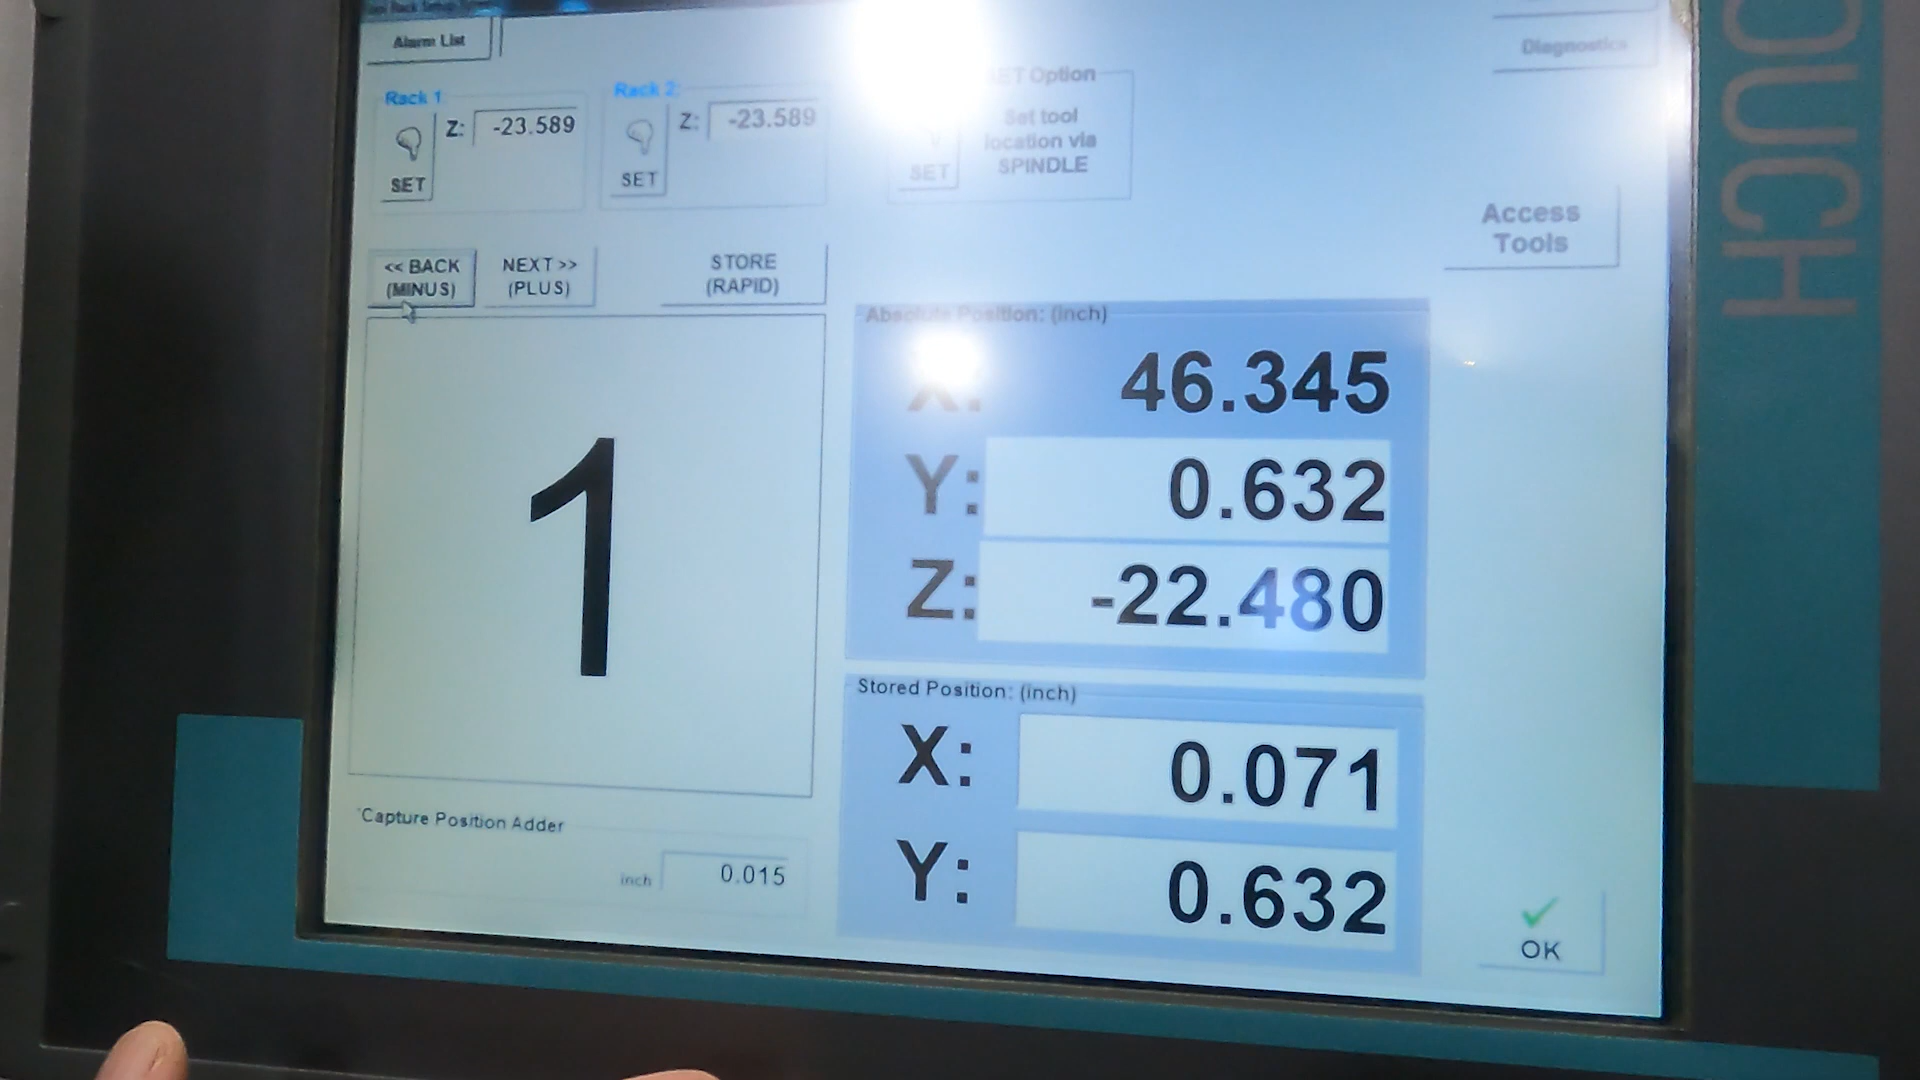 Alarm List
Diagnostics
Rack 1
Z: -23.589
SET
Rack 2:
Z: -23.589
SET
Option
Set tool
location via
SPINDLE
SET
Access
Tools
<< BACK
(MINUS)
NEXT >>
(PLUS)
STORE
(RAPID)
1
Absolute Position: (inch)
X: 46.345
Y: 0.632
Z: -22.480
Stored Position: (inch)
X: 0.071
Y: 0.632
*Capture Position Adder
inch 0.015
OK
OUCH